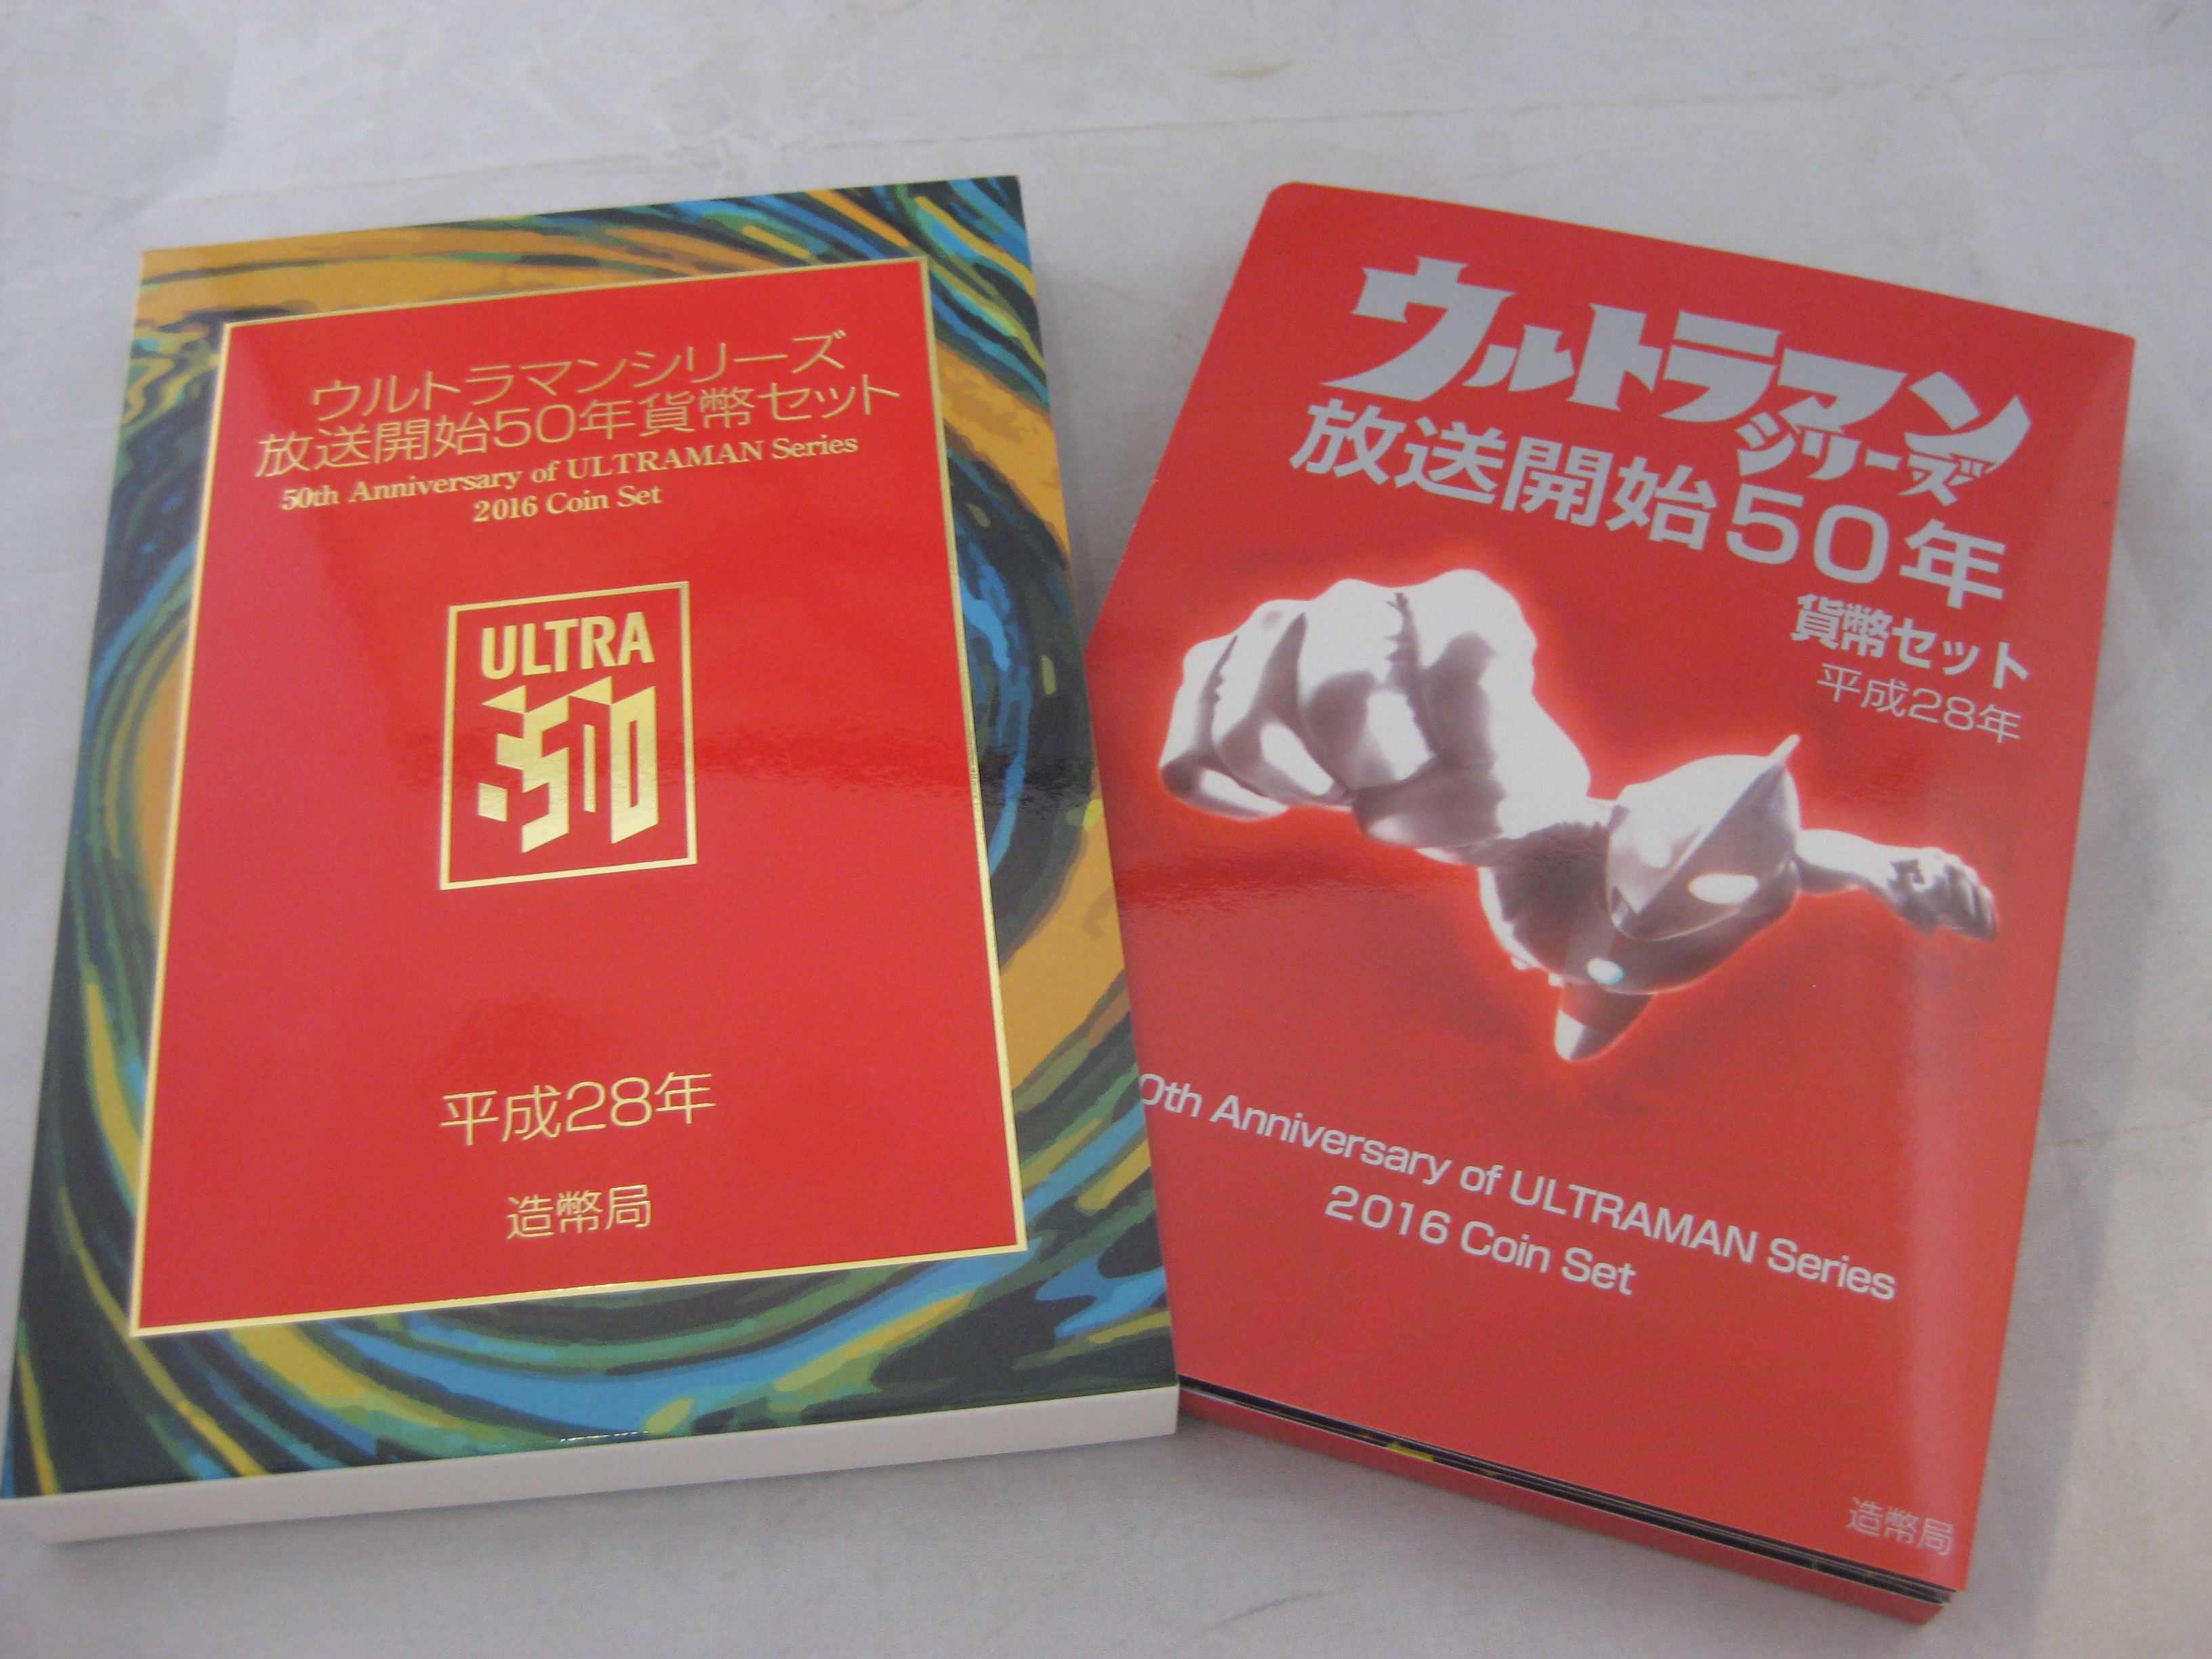 ウルトラマンシリーズ
放送開始50年貨幣セット
50th Anniversary of ULTRAMAN Series
2016 Coin Set
ULTRA
50
平成28年
造幣局
ウルトラマン
シリーズ
放送開始50年
貨幣セット
平成28年
0th Anniversary of ULTRAMAN Series
2016 Coin Set
造幣局